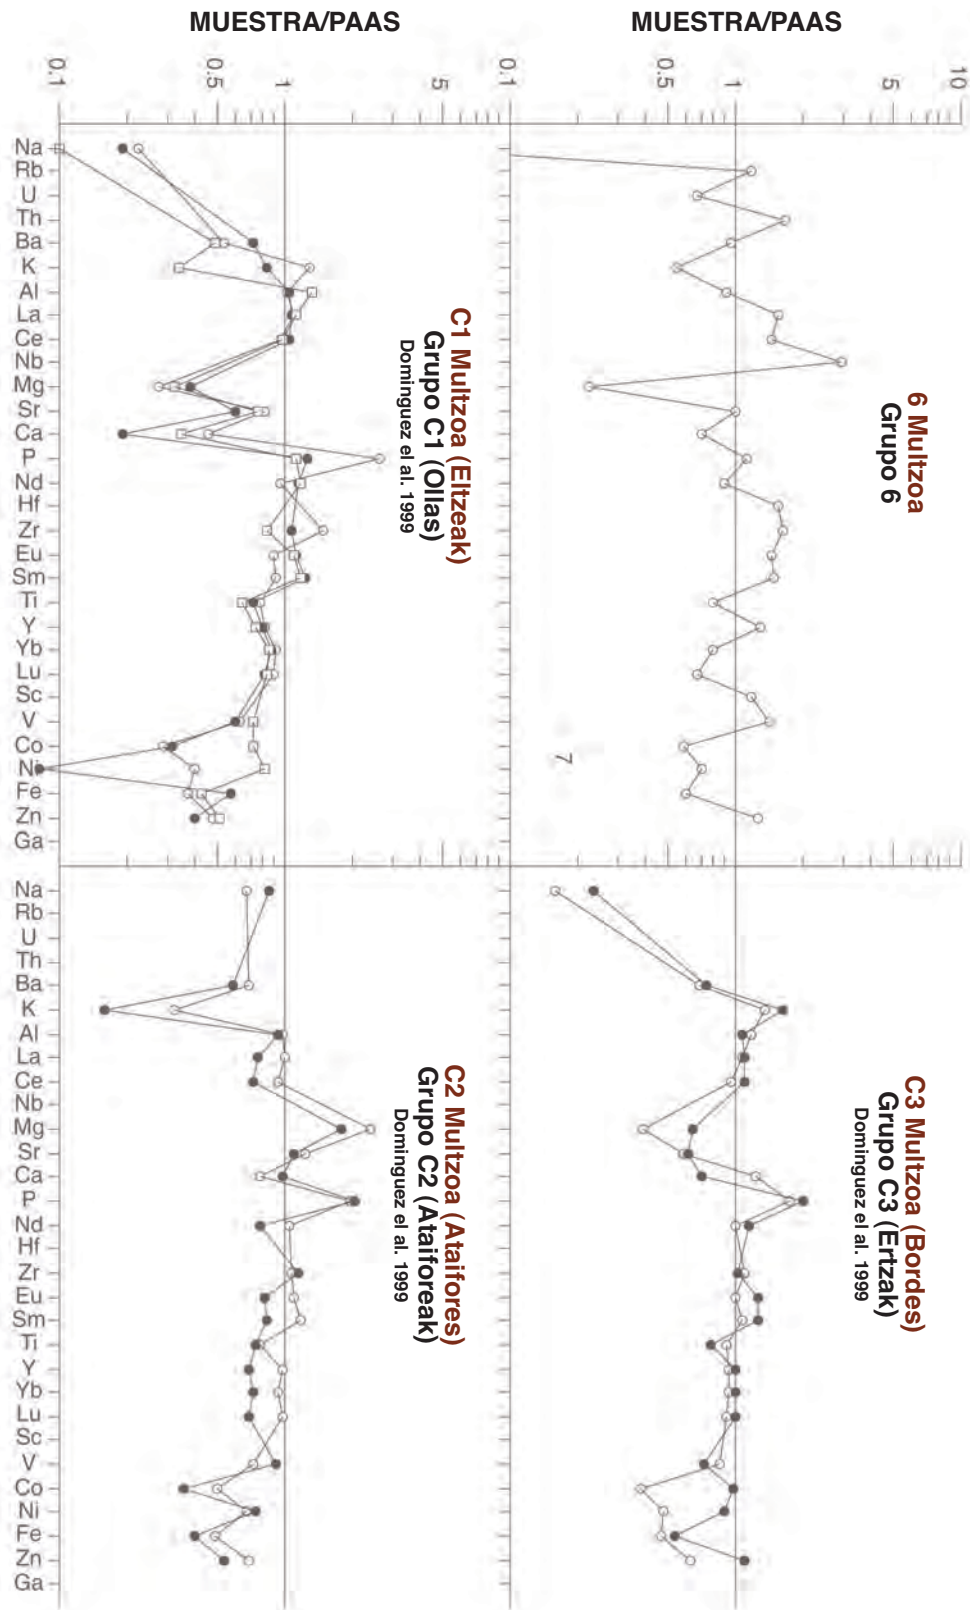 MUESTRA/PAAS
MUESTRA/PAAS
0.1
0.5
1
5
0.1
0.5
1
5
10
Na
Rb
U
Th
Ba
K
Al
La
Ce
Nb
Mg
Sr
Ca
P
Nd
Hf
Zr
Eu
Sm
Ti
Y
Yb
Lu
Sc
V
Co
Ni
Fe
Zn
Ga
C1 Multzoa (Eltzeak)
Grupo C1 (Ollas)
Dominguez el al. 1999
6 Multzoa
Grupo 6
7
Na
Rb
U
Th
Ba
K
Al
La
Ce
Nb
Mg
Sr
Ca
P
Nd
Hf
Zr
Eu
Sm
Ti
Y
Yb
Lu
Sc
V
Co
Ni
Fe
Zn
Ga
C2 Multzoa (Ataifores)
Grupo C2 (Ataiforeak)
Dominguez el al. 1999
C3 Multzoa (Bordes)
Grupo C3 (Ertzak)
Dominguez el al. 1999